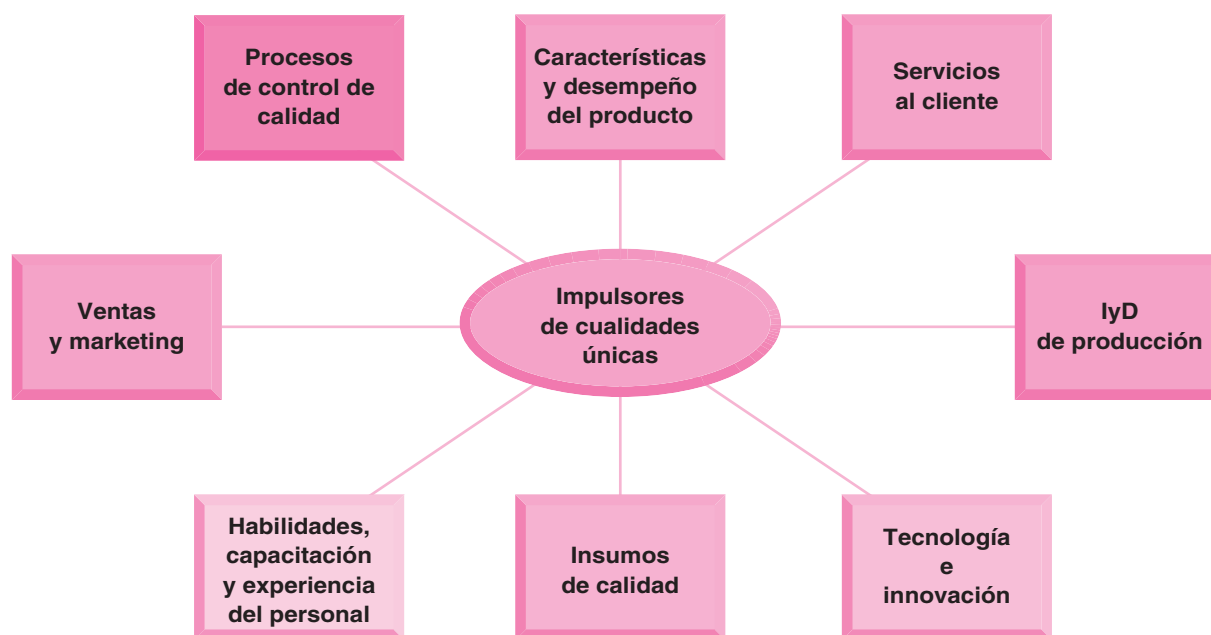 Procesos
de control de
calidad
Características
y desempeño
del producto
Servicios
al cliente
Ventas
y marketing
Impulsores
de cualidades
únicas
IyD
de producción
Habilidades,
capacitación
y experiencia
del personal
Insumos
de calidad
Tecnología
e
innovación